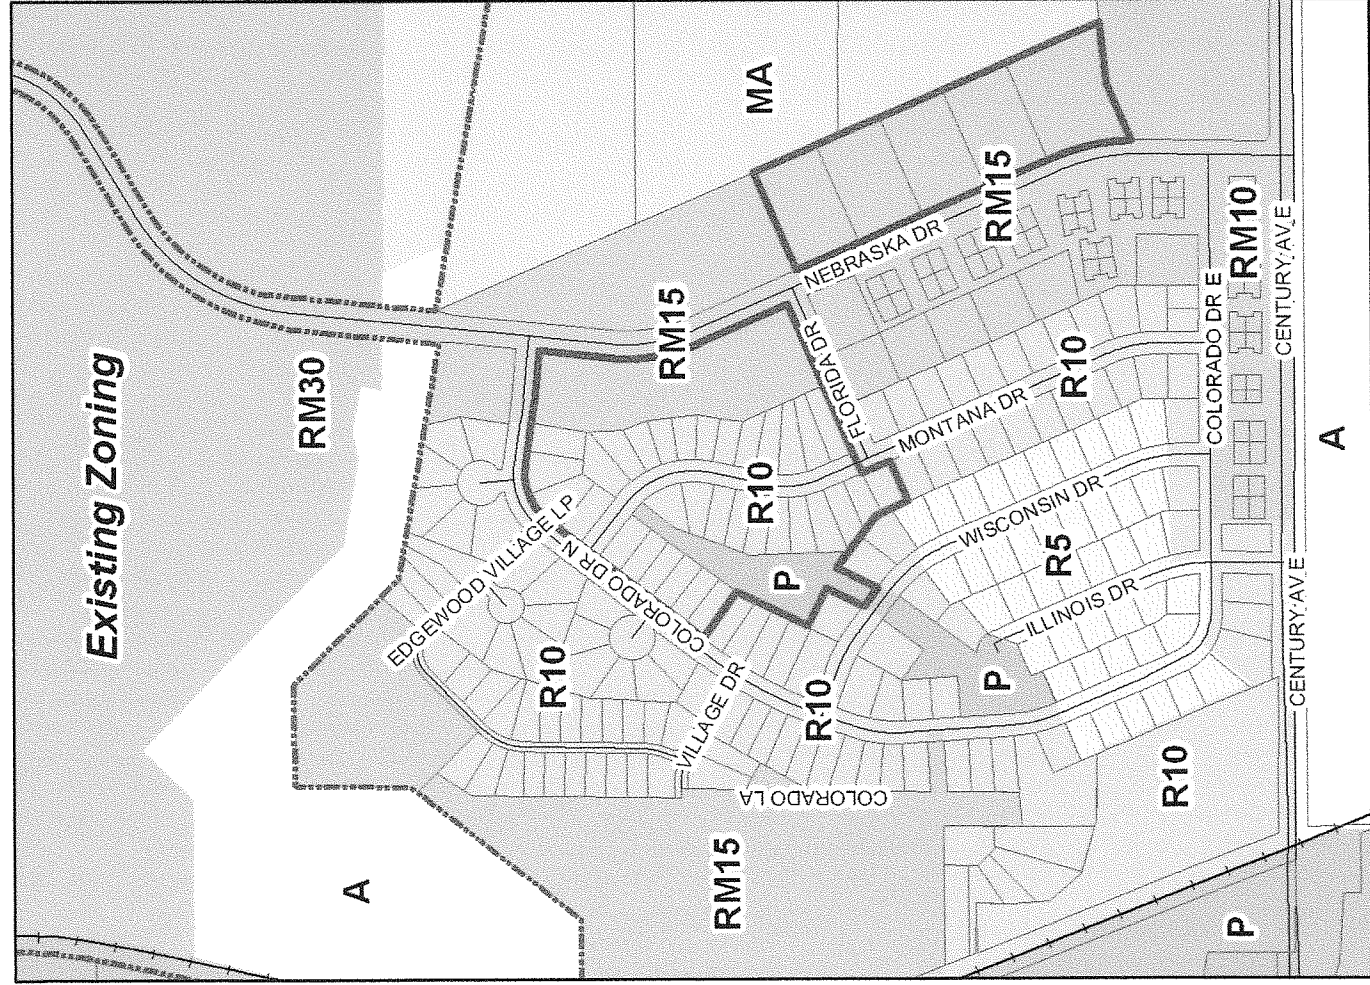 Existing Zoning
RM30
A
MA
RM15
RM15
RM15
EDGEWOOD VILLAGE LP
COLORADO DR N
R10
R10
P
FLORIDA DR
NEBRASKA DR
MONTANA DR
R10
VILLAGE DR
R10
COLORADO LA
WISCONSIN DR
R5
ILLINOIS DR
P
COLORADO DR E
RM10
CENTURY AV E
CENTURY AV E
R10
A
P